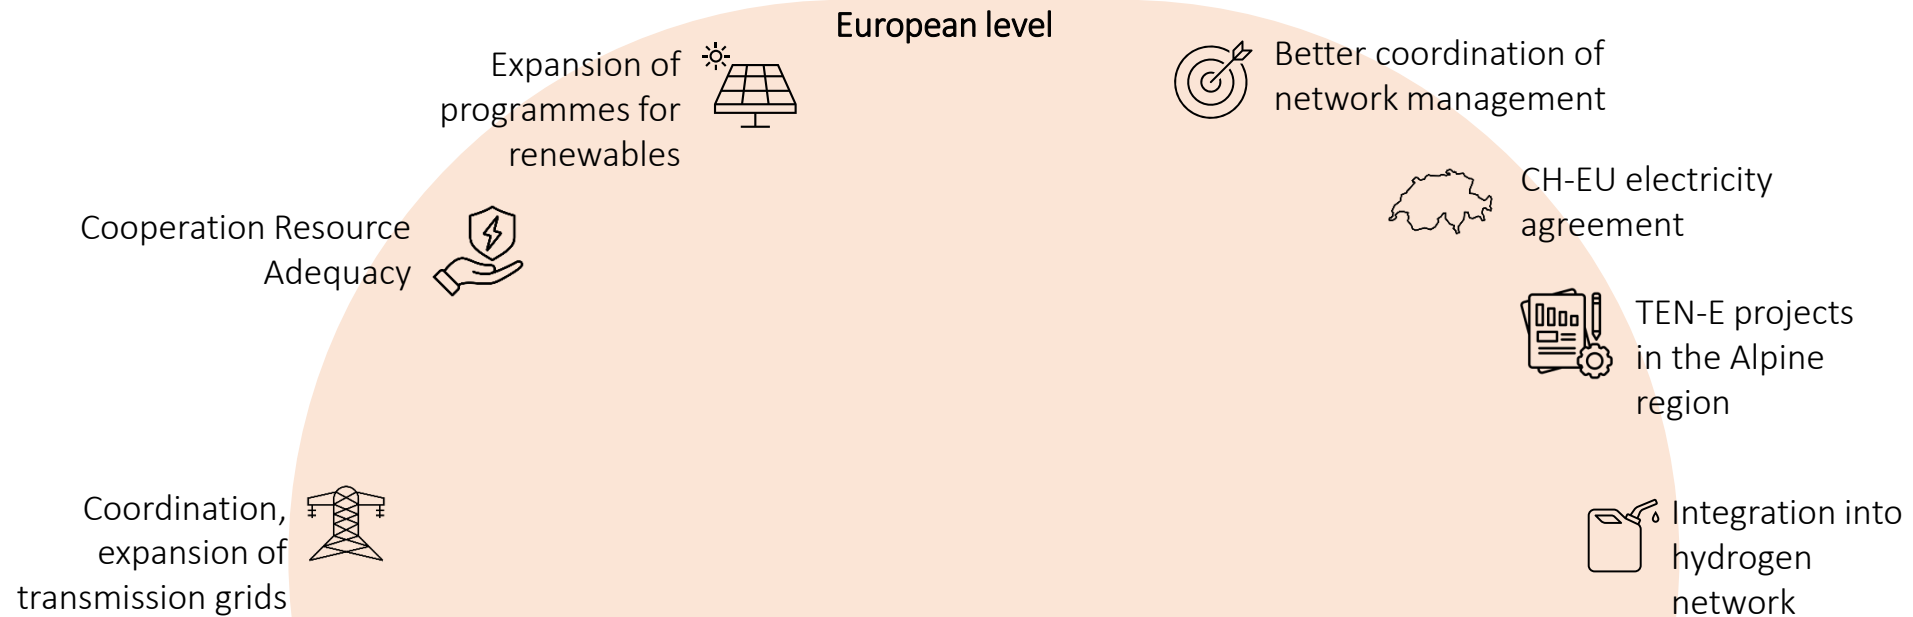 European level
Expansion of
programmes for
renewables
Better coordination of
network management
Cooperation Resource
Adequacy
CH-EU electricity
agreement
TEN-E projects
in the Alpine
region
Coordination,
expansion of
transmission grids
Integration into
hydrogen
network